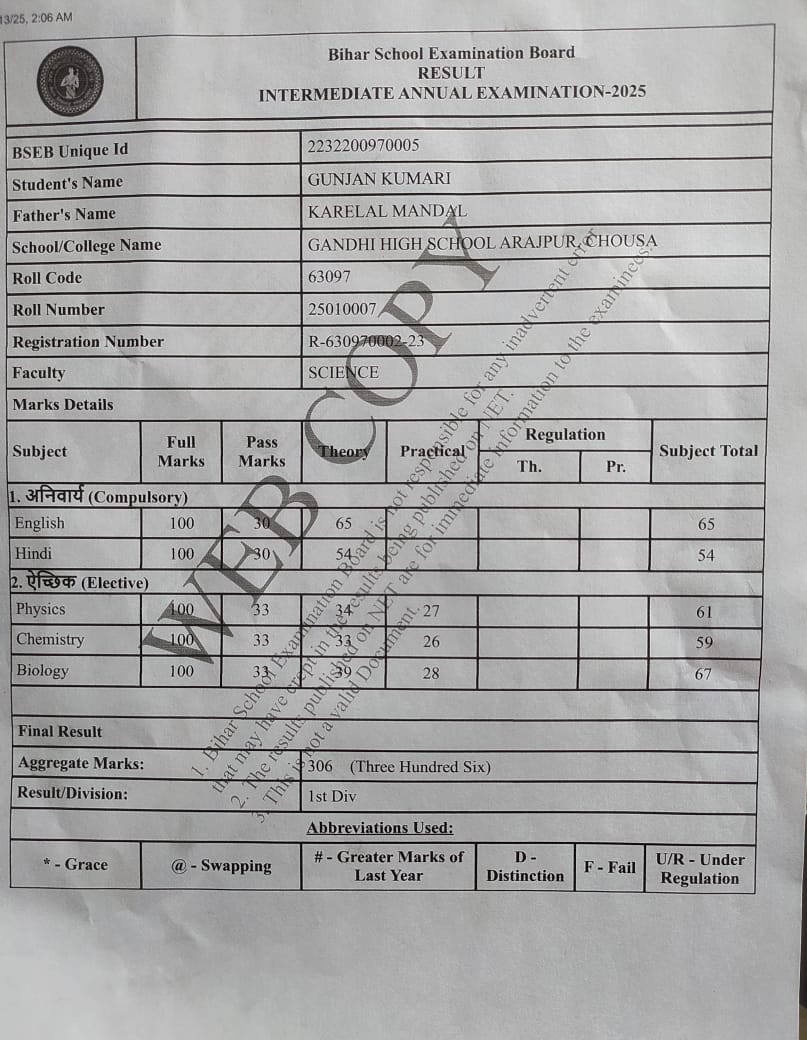 13/25, 2:06 AM
Bihar School Examination Board
RESULT
INTERMEDIATE ANNUAL EXAMINATION-2025
BSEB Unique Id 2232200970005
Student's Name GUNJAN KUMARI
Father's Name KARELAL MANDAL
School/College Name GANDHI HIGH SCHOOL ARAJPUR, CHOUSA
Roll Code 63097
Roll Number 25010007
Registration Number R-630970002-23
Faculty SCIENCE
Marks Details
Subject Full Marks Pass Marks Theory Practical Regulation Th. Pr. Subject Total
1. अनिवार्य (Compulsory)
English 100 30 65 65
Hindi 100 30 54 54
2. ऐच्छिक (Elective)
Physics 100 33 34 27 61
Chemistry 100 33 33 26 59
Biology 100 33 39 28 67
Final Result
Aggregate Marks: 306 (Three Hundred Six)
Result/Division: 1st Div
Abbreviations Used:
* - Grace @ - Swapping # - Greater Marks of Last Year D - Distinction F - Fail U/R - Under Regulation
WEB COPY
1. Bihar School Examination Board is not responsible for any inadvertent error
that may have crept in the results being published on NET.
2. The results published on NET are for immediate information to the examinees.
3. This is not a valid Document.